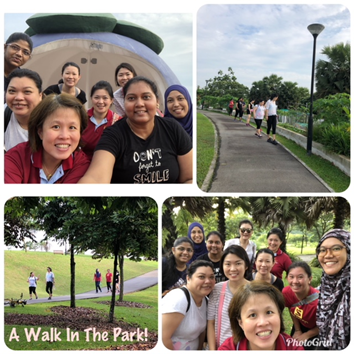 DON'T
forget to
SMILE
A Walk In The Park!
PhotoGrid